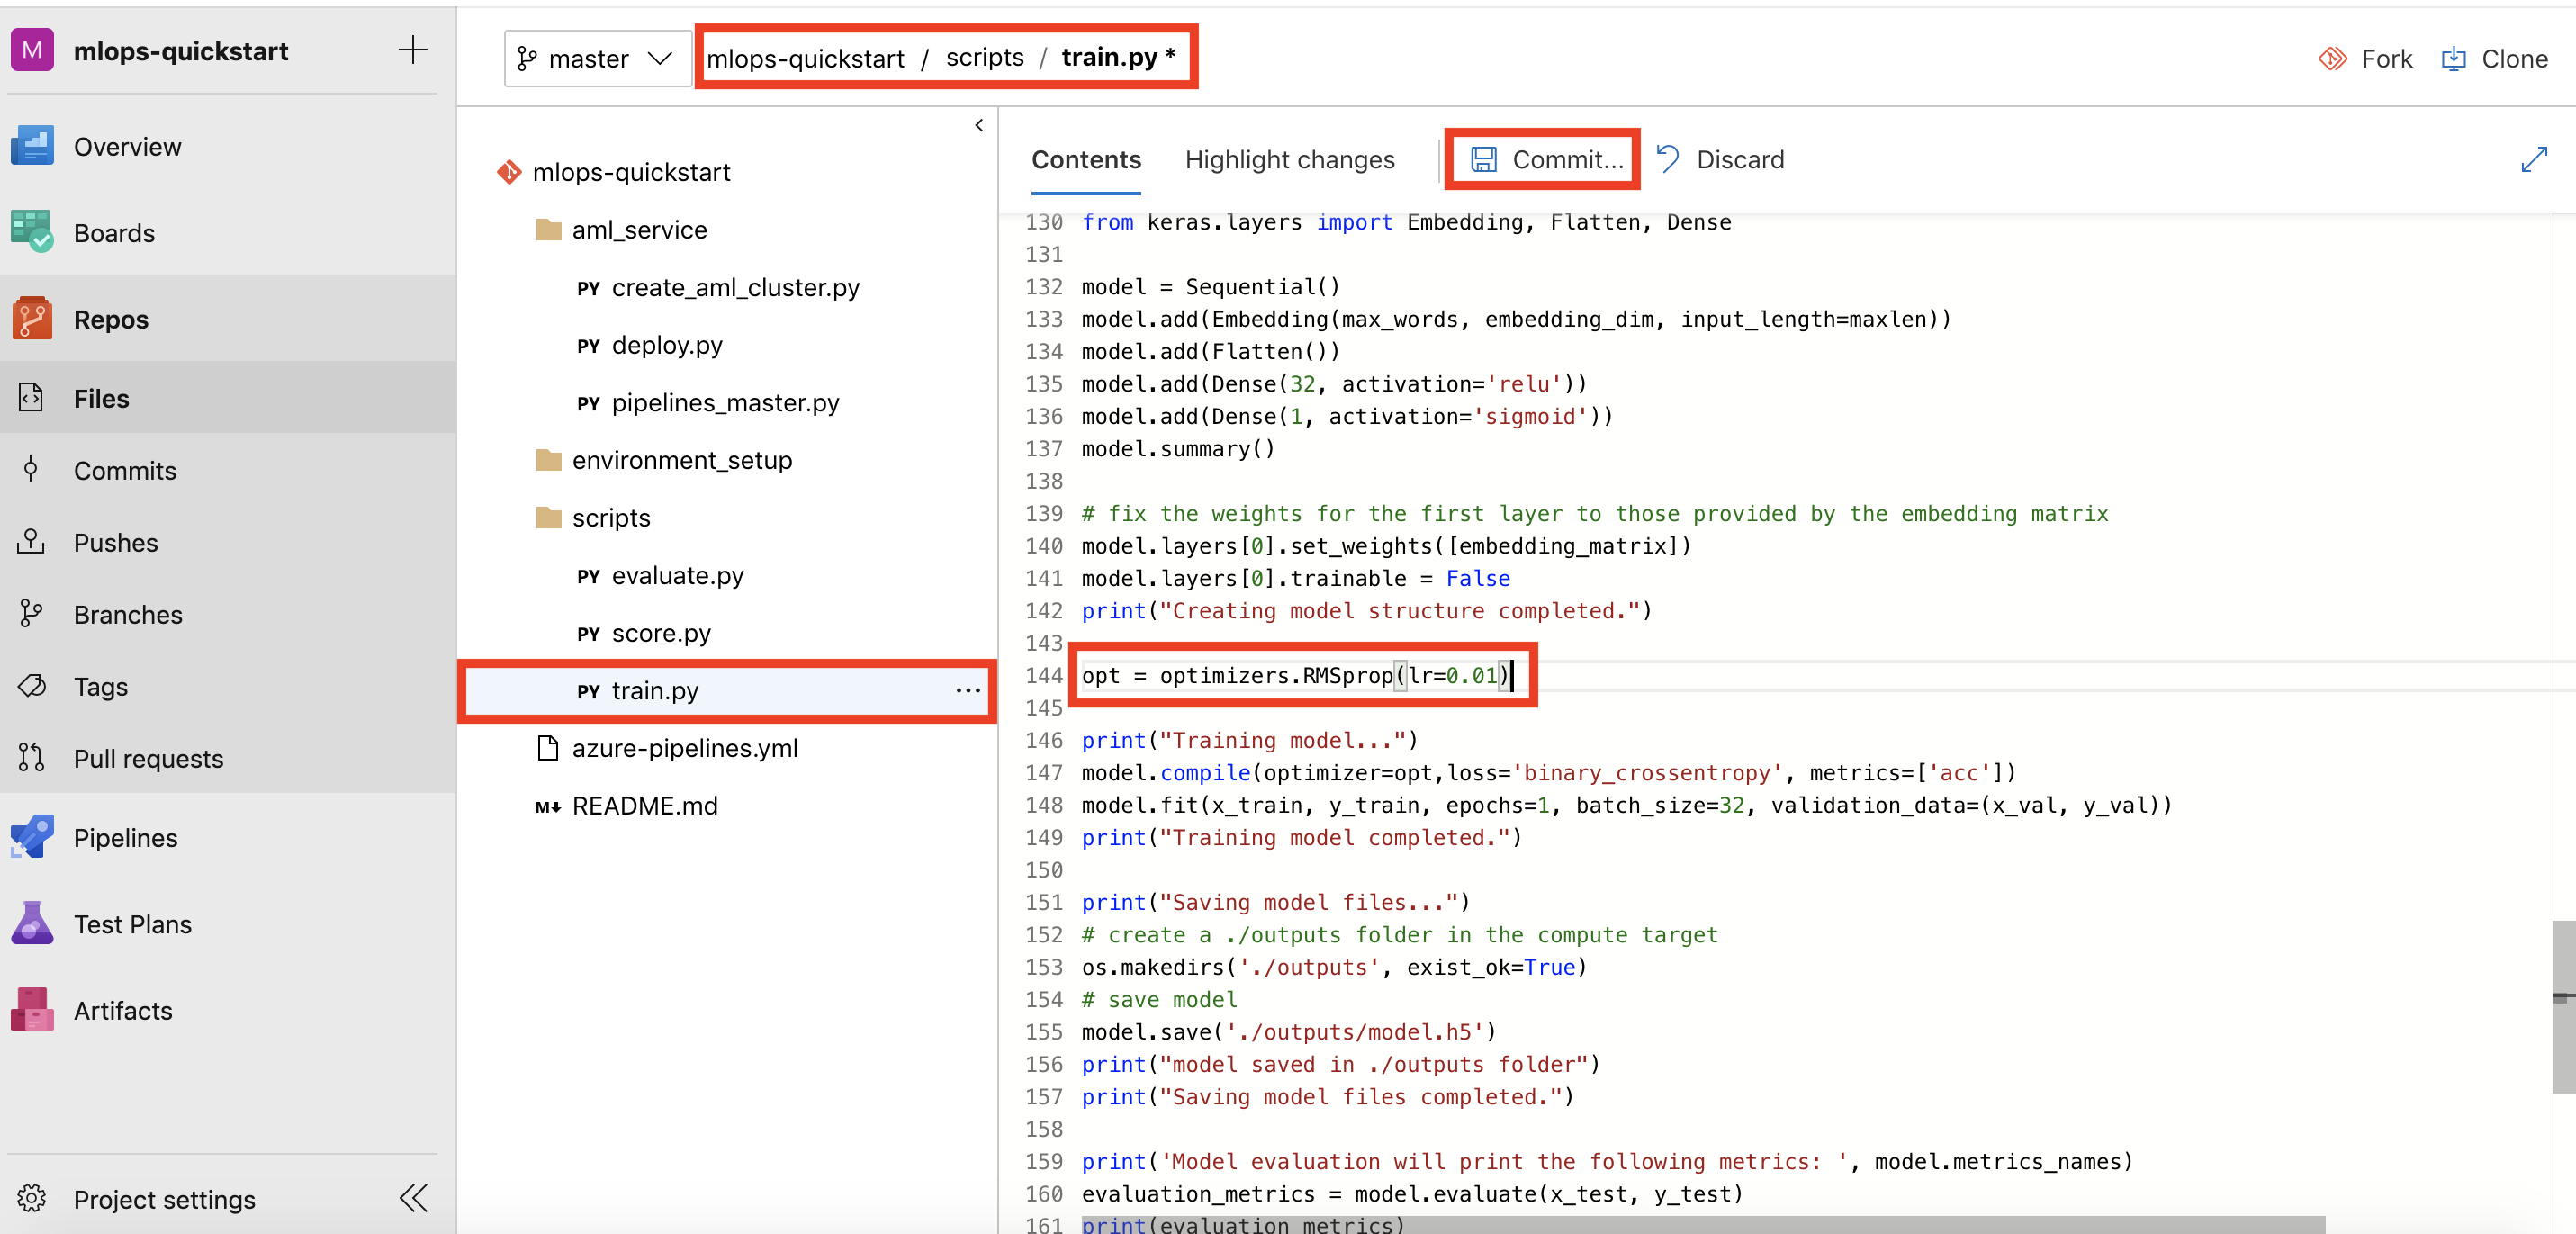 M mlops-quickstart
Overview
Boards
Repos
Files
Commits
Pushes
Branches
Tags
Pull requests
Pipelines
Test Plans
Artifacts
Project settings
master mlops-quickstart / scripts / train.py *
Fork Clone
mlops-quickstart
aml_service
PY create_aml_cluster.py
PY deploy.py
PY pipelines_master.py
environment_setup
scripts
PY evaluate.py
PY score.py
PY train.py ...
azure-pipelines.yml
M↓ README.md
Contents Highlight changes Commit... Discard
130 from keras.layers import Embedding, Flatten, Dense
131
132 model = Sequential()
133 model.add(Embedding(max_words, embedding_dim, input_length=maxlen))
134 model.add(Flatten())
135 model.add(Dense(32, activation='relu'))
136 model.add(Dense(1, activation='sigmoid'))
137 model.summary()
138
139 # fix the weights for the first layer to those provided by the embedding matrix
140 model.layers[0].set_weights([embedding_matrix])
141 model.layers[0].trainable = False
142 print("Creating model structure completed.")
143
144 opt = optimizers.RMSprop(lr=0.01)
145
146 print("Training model...")
147 model.compile(optimizer=opt,loss='binary_crossentropy', metrics=['acc'])
148 model.fit(x_train, y_train, epochs=1, batch_size=32, validation_data=(x_val, y_val))
149 print("Training model completed.")
150
151 print("Saving model files...")
152 # create a ./outputs folder in the compute target
153 os.makedirs('./outputs', exist_ok=True)
154 # save model
155 model.save('./outputs/model.h5')
156 print("model saved in ./outputs folder")
157 print("Saving model files completed.")
158
159 print('Model evaluation will print the following metrics: ', model.metrics_names)
160 evaluation_metrics = model.evaluate(x_test, y_test)
161 print(evaluation_metrics)